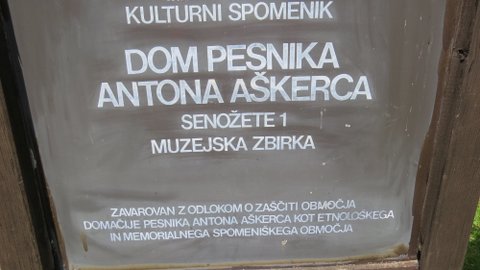 KULTURNI SPOMENIK
DOM PESNIKA
ANTONA AŠKERCA
SENOŽETE 1
MUZEJSKA ZBIRKA
ZAVAROVAN Z ODLOKOM O ZAŠČITI OBMOČJA
DOMAČIJE PESNIKA ANTONA AŠKERCA KOT ETNOLOŠKEGA
IN MEMORIALNEGA SPOMENIŠKEGA OBMOČJA